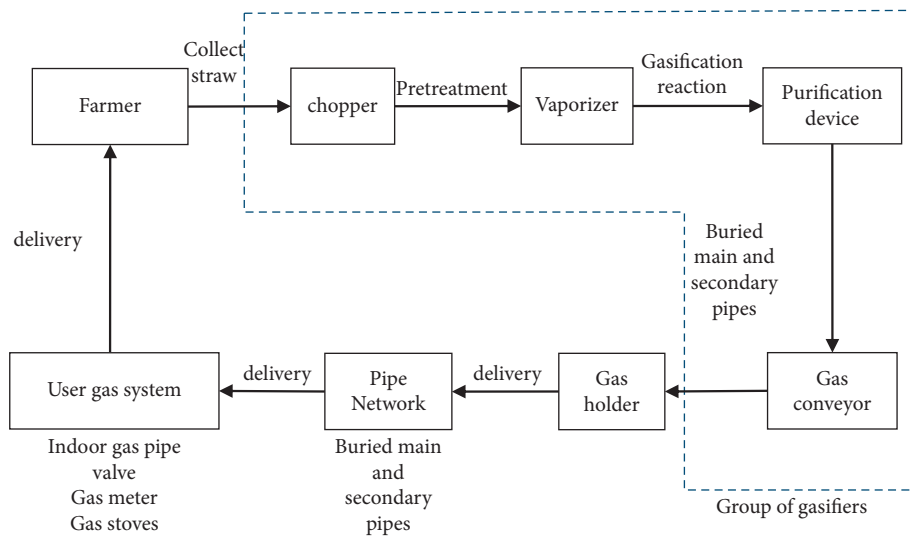 Collect
straw
Farmer
chopper
Pretreatment
Vaporizer
Gasification
reaction
Purification
device
delivery
Buried
main and
secondary
pipes
User gas system
delivery
Pipe
Network
delivery
Gas
holder
Gas
conveyor
Indoor gas pipe
valve
Gas meter
Gas stoves
Buried main
and
secondary
pipes
Group of gasifiers